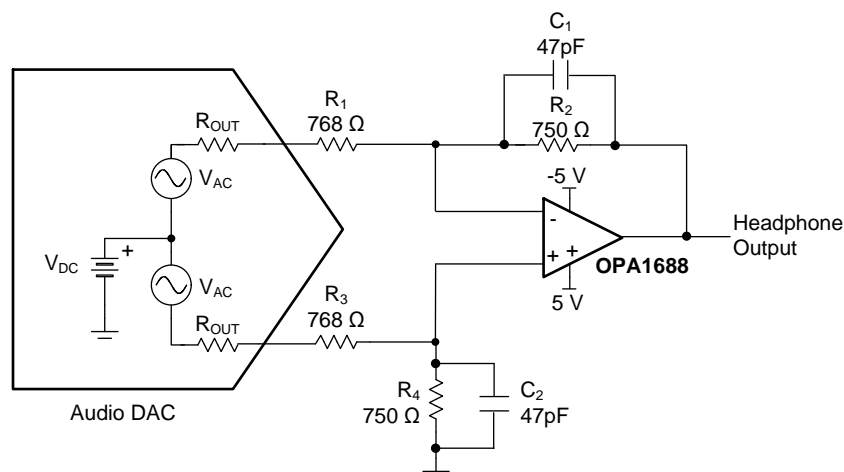 C1
47pF
R1
768 Ω
R2
750 Ω
ROUT
VAC
-5 V
-
+
+
OPA1688
5 V
Headphone
Output
VDC
+
VAC
ROUT
R3
768 Ω
R4
750 Ω
C2
47pF
Audio DAC